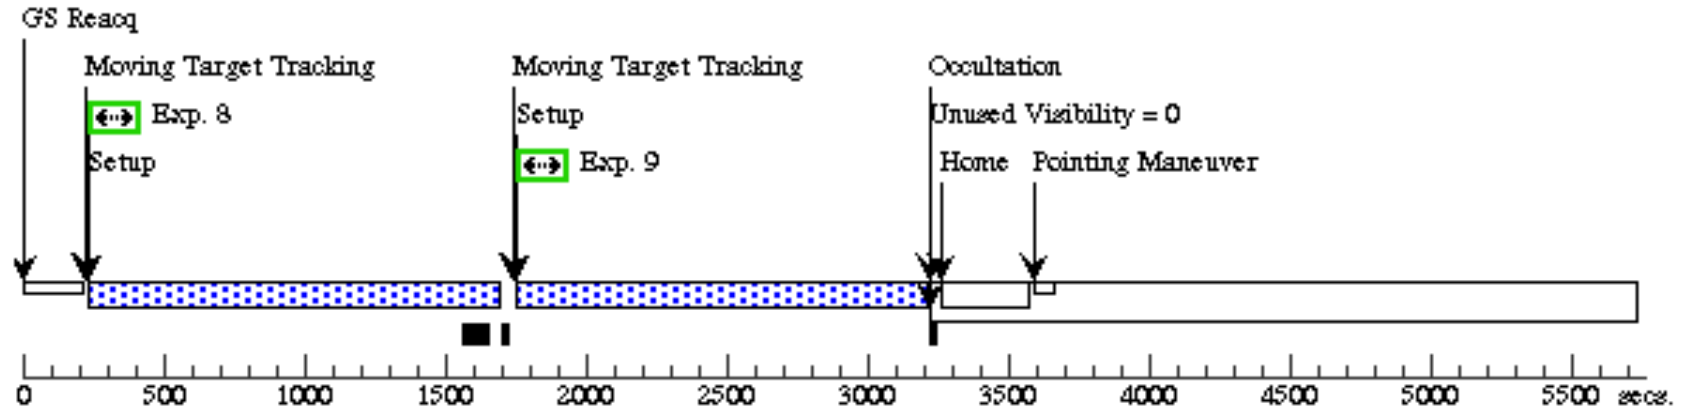 GS Reacq
Moving Target Tracking Moving Target Tracking Occultation
Exp. 8 Setup Unused Visibility = 0
Setup Exp. 9 Home Pointing Maneuver
0 500 1000 1500 2000 2500 3000 3500 4000 4500 5000 5500 secs.